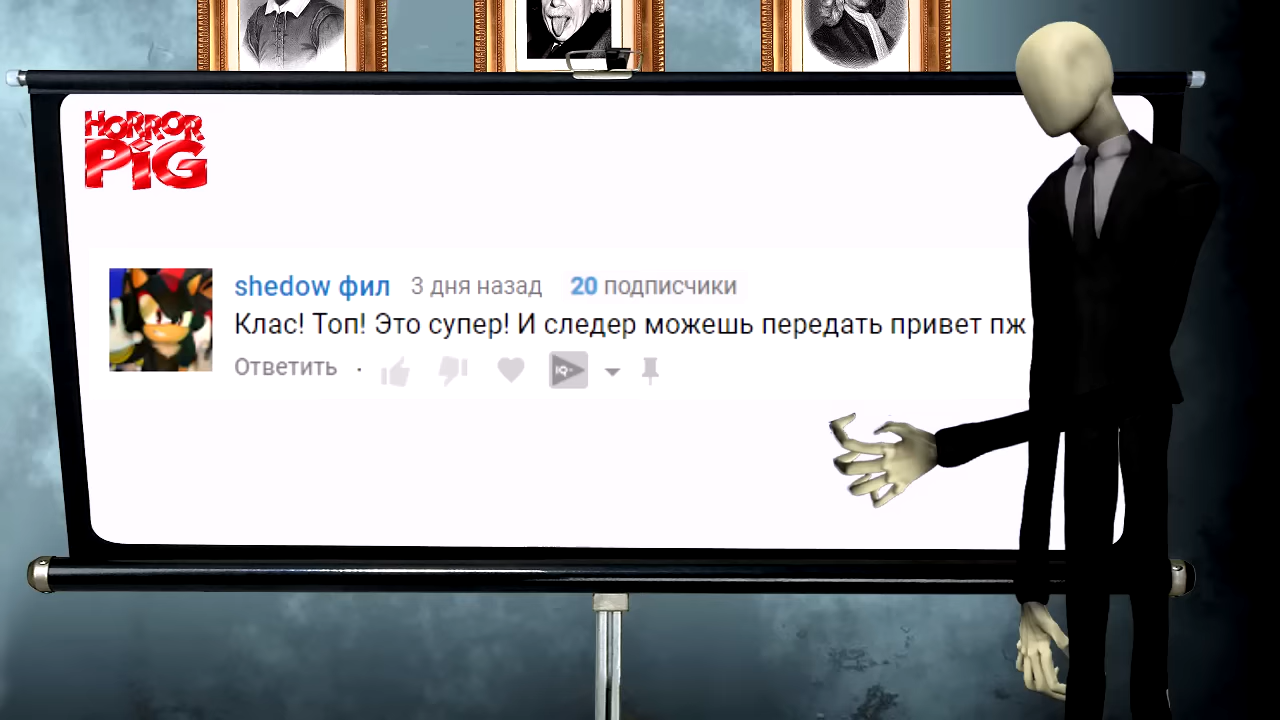 HORROR
PiG
shedow фил 3 дня назад 20 подписчики
Клас! Топ! Это супер! И следер можешь передать привет пж
Ответить · IQ